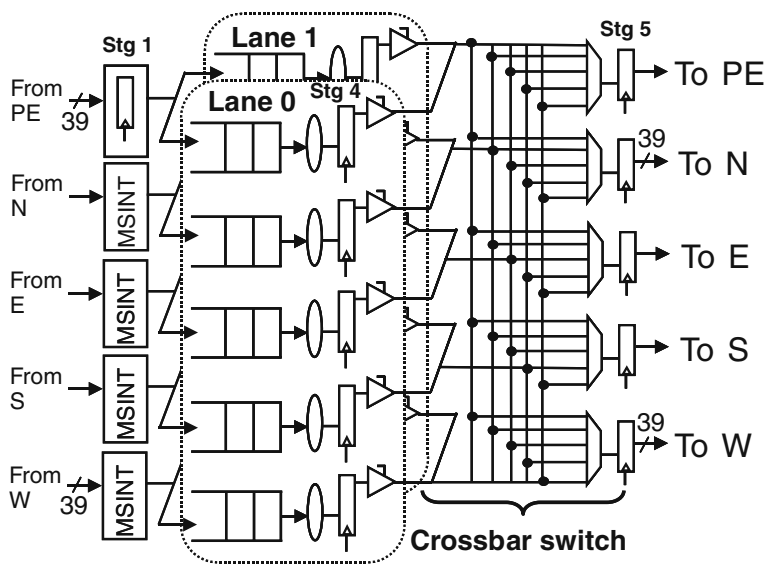 Stg 1
Lane 1
Stg 5
From
PE
39
Lane 0
Stg 4
To PE
From
N
MSINT
39
To N
From
E
MSINT
To E
From
S
MSINT
To S
From
W
39
MSINT
39
To W
Crossbar switch